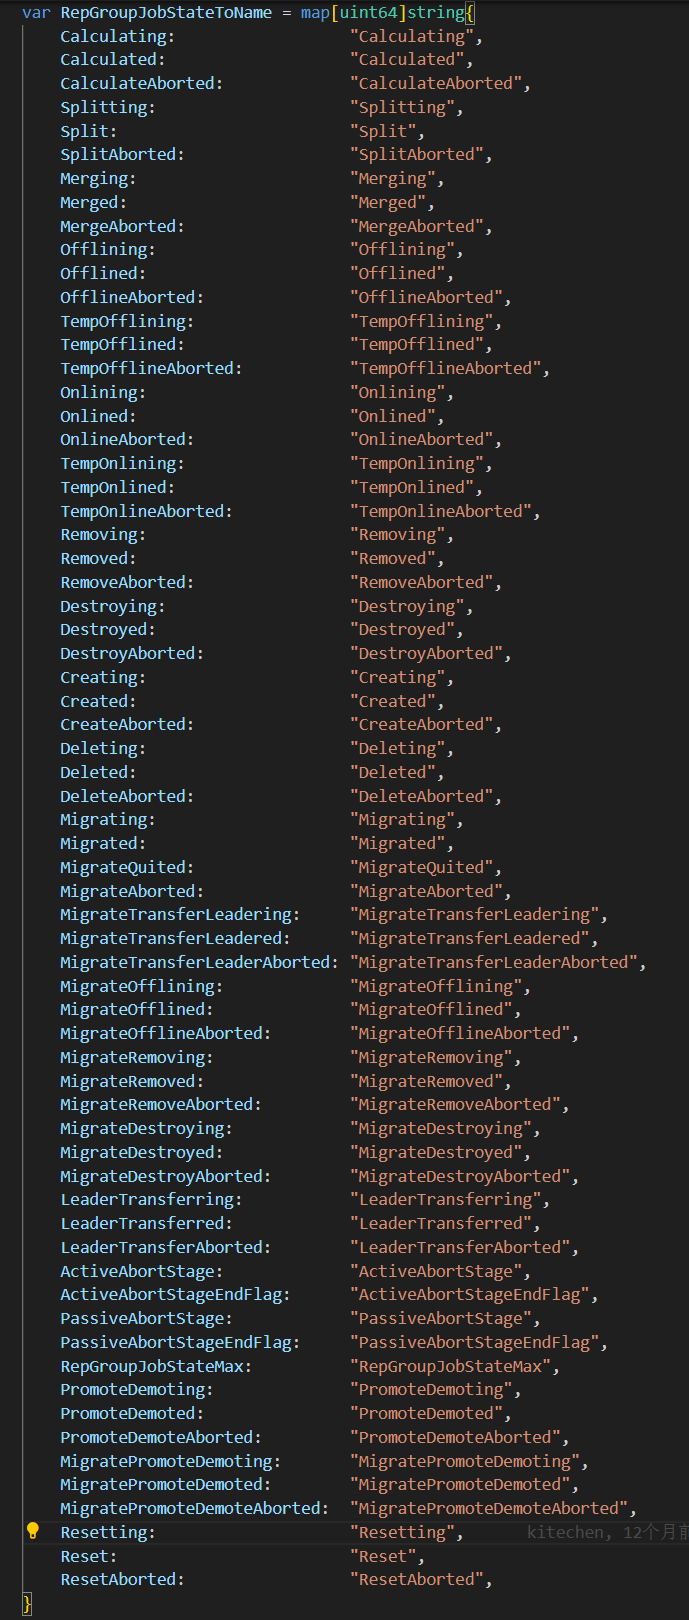 var RepGroupJobStateToName = map[uint64]string{
Calculating: "Calculating",
Calculated: "Calculated",
CalculateAborted: "CalculateAborted",
Splitting: "Splitting",
Split: "Split",
SplitAborted: "SplitAborted",
Merging: "Merging",
Merged: "Merged",
MergeAborted: "MergeAborted",
Offlining: "Offlining",
Offlined: "Offlined",
OfflineAborted: "OfflineAborted",
TempOfflining: "TempOfflining",
TempOfflined: "TempOfflined",
TempOfflineAborted: "TempOfflineAborted",
Onlining: "Onlining",
Onlined: "Onlined",
OnlineAborted: "OnlineAborted",
TempOnlining: "TempOnlining",
TempOnlined: "TempOnlined",
TempOnlineAborted: "TempOnlineAborted",
Removing: "Removing",
Removed: "Removed",
RemoveAborted: "RemoveAborted",
Destroying: "Destroying",
Destroyed: "Destroyed",
DestroyAborted: "DestroyAborted",
Creating: "Creating",
Created: "Created",
CreateAborted: "CreateAborted",
Deleting: "Deleting",
Deleted: "Deleted",
DeleteAborted: "DeleteAborted",
Migrating: "Migrating",
Migrated: "Migrated",
MigrateQuited: "MigrateQuited",
MigrateAborted: "MigrateAborted",
MigrateTransferLeadering: "MigrateTransferLeadering",
MigrateTransferLeadered: "MigrateTransferLeadered",
MigrateTransferLeaderAborted: "MigrateTransferLeaderAborted",
MigrateOfflining: "MigrateOfflining",
MigrateOfflined: "MigrateOfflined",
MigrateOfflineAborted: "MigrateOfflineAborted",
MigrateRemoving: "MigrateRemoving",
MigrateRemoved: "MigrateRemoved",
MigrateRemoveAborted: "MigrateRemoveAborted",
MigrateDestroying: "MigrateDestroying",
MigrateDestroyed: "MigrateDestroyed",
MigrateDestroyAborted: "MigrateDestroyAborted",
LeaderTransferring: "LeaderTransferring",
LeaderTransferred: "LeaderTransferred",
LeaderTransferAborted: "LeaderTransferAborted",
ActiveAbortStage: "ActiveAbortStage",
ActiveAbortStageEndFlag: "ActiveAbortStageEndFlag",
PassiveAbortStage: "PassiveAbortStage",
PassiveAbortStageEndFlag: "PassiveAbortStageEndFlag",
RepGroupJobStateMax: "RepGroupJobStateMax",
PromoteDemoting: "PromoteDemoting",
PromoteDemoted: "PromoteDemoted",
PromoteDemoteAborted: "PromoteDemoteAborted",
MigratePromoteDemoting: "MigratePromoteDemoting",
MigratePromoteDemoted: "MigratePromoteDemoted",
MigratePromoteDemoteAborted: "MigratePromoteDemoteAborted",
Resetting: "Resetting", kitechen, 12个月前
Reset: "Reset",
ResetAborted: "ResetAborted",
}